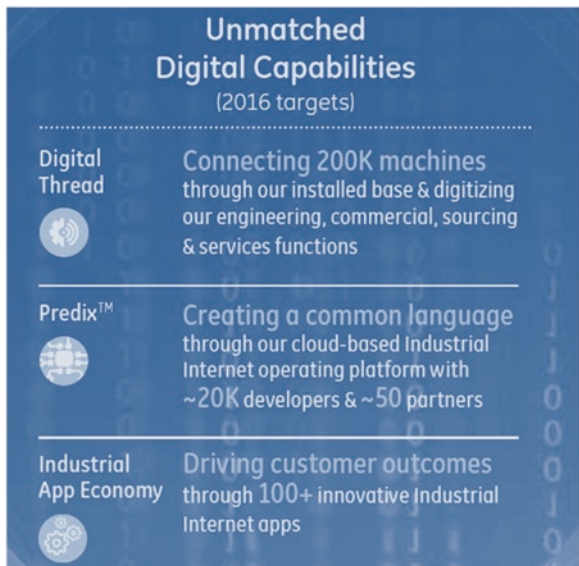 Unmatched
Digital Capabilities
(2016 targets)
Digital
Thread
Connecting 200K machines
through our installed base & digitizing
our engineering, commercial, sourcing
& services functions
Predix™
Creating a common language
through our cloud-based Industrial
Internet operating platform with
~20K developers & ~50 partners
Industrial
App Economy
Driving customer outcomes
through 100+ innovative Industrial
Internet apps